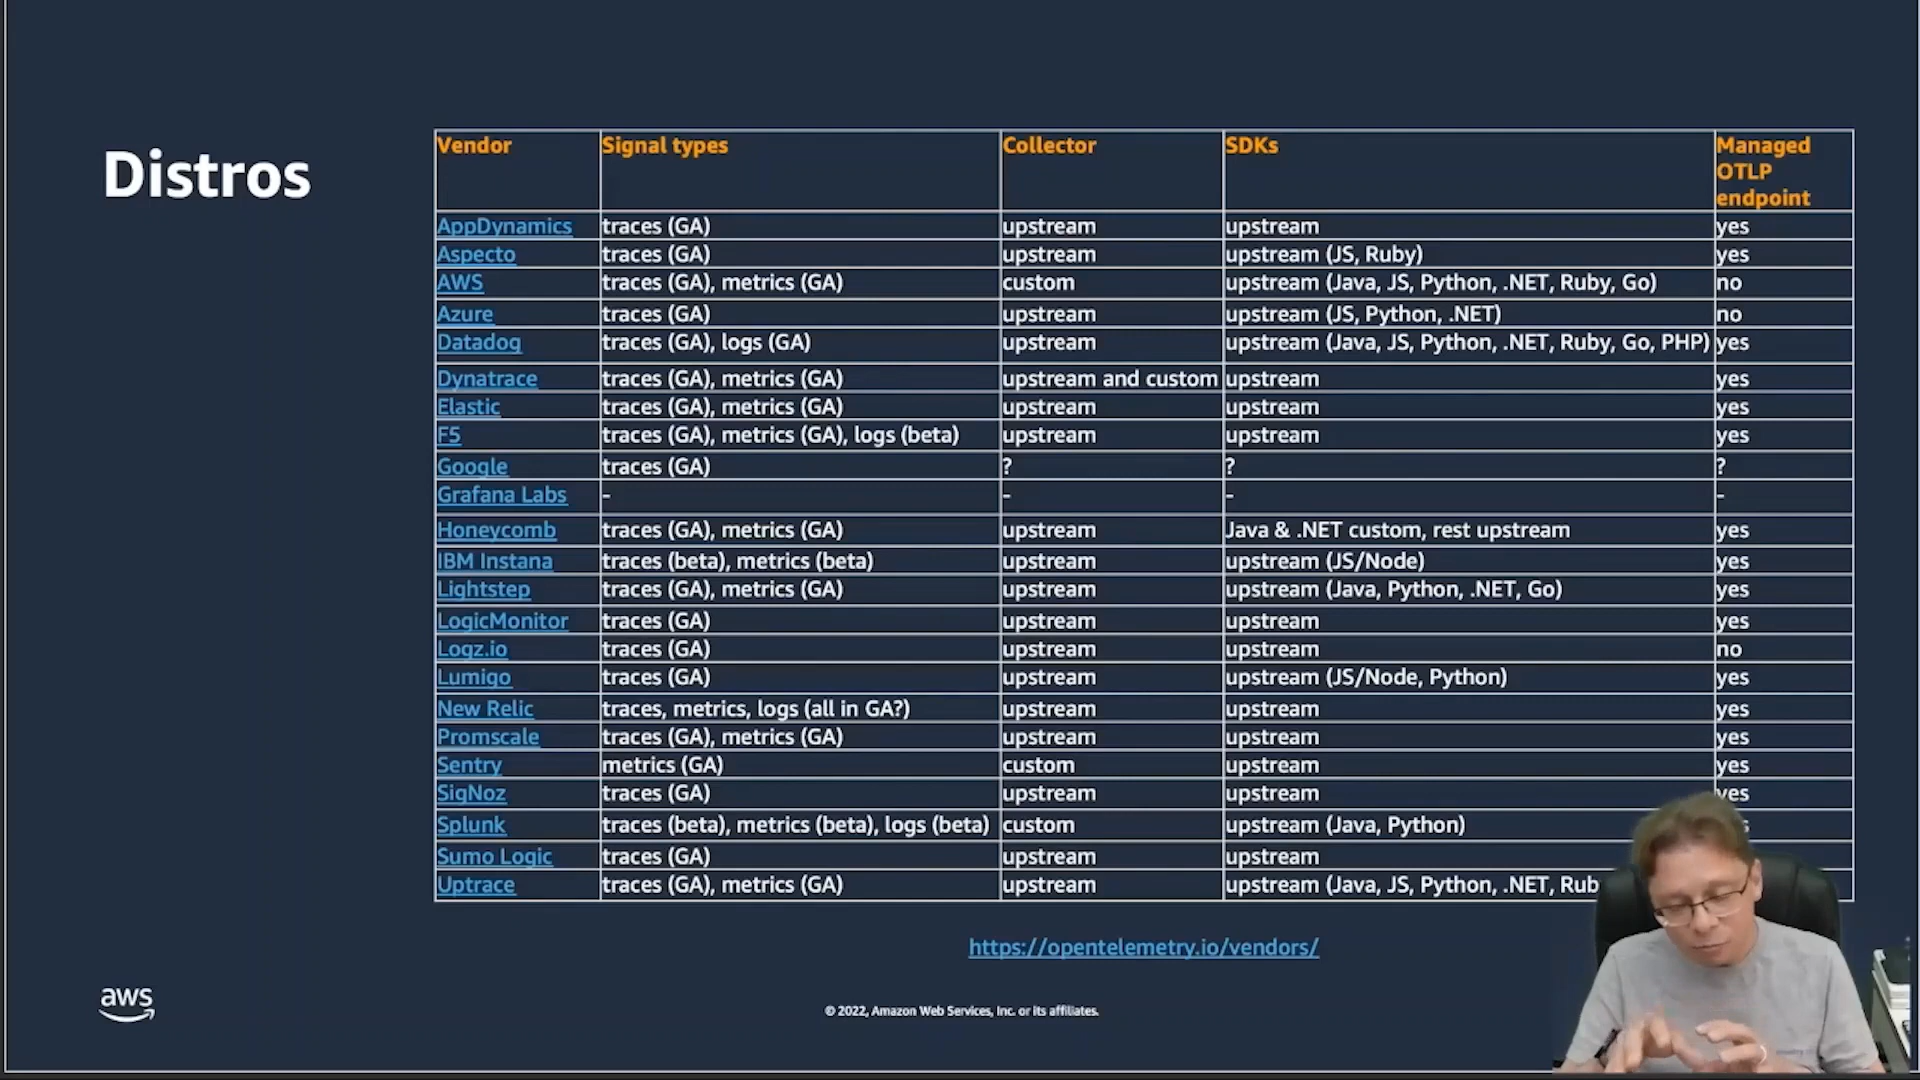 Distros
Vendor Signal types Collector SDKs Managed OTLP endpoint
AppDynamics traces (GA) upstream upstream yes
Aspecto traces (GA) upstream upstream (JS, Ruby) yes
AWS traces (GA), metrics (GA) custom upstream (Java, JS, Python, .NET, Ruby, Go) no
Azure traces (GA) upstream upstream (JS, Python, .NET) no
Datadog traces (GA), logs (GA) upstream upstream (Java, JS, Python, .NET, Ruby, Go, PHP) yes
Dynatrace traces (GA), metrics (GA) upstream and custom upstream yes
Elastic traces (GA), metrics (GA) upstream upstream yes
F5 traces (GA), metrics (GA), logs (beta) upstream upstream yes
Google traces (GA) ? ? ?
Grafana Labs - - - -
Honeycomb traces (GA), metrics (GA) upstream Java & .NET custom, rest upstream yes
IBM Instana traces (beta), metrics (beta) upstream upstream (JS/Node) yes
Lightstep traces (GA), metrics (GA) upstream upstream (Java, Python, .NET, Go) yes
LogicMonitor traces (GA) upstream upstream yes
Logz.io traces (GA) upstream upstream no
Lumigo traces (GA) upstream upstream (JS/Node, Python) yes
New Relic traces, metrics, logs (all in GA?) upstream upstream yes
Promscale traces (GA), metrics (GA) upstream upstream yes
Sentry metrics (GA) custom upstream yes
SigNoz traces (GA) upstream upstream yes
Splunk traces (beta), metrics (beta), logs (beta) custom upstream (Java, Python)
Sumo Logic traces (GA) upstream upstream
Uptrace traces (GA), metrics (GA) upstream upstream (Java, JS, Python, .NET,
https://opentelemetry.io/vendors/
aws
© 2022, Amazon Web Services, Inc. or its affiliates.